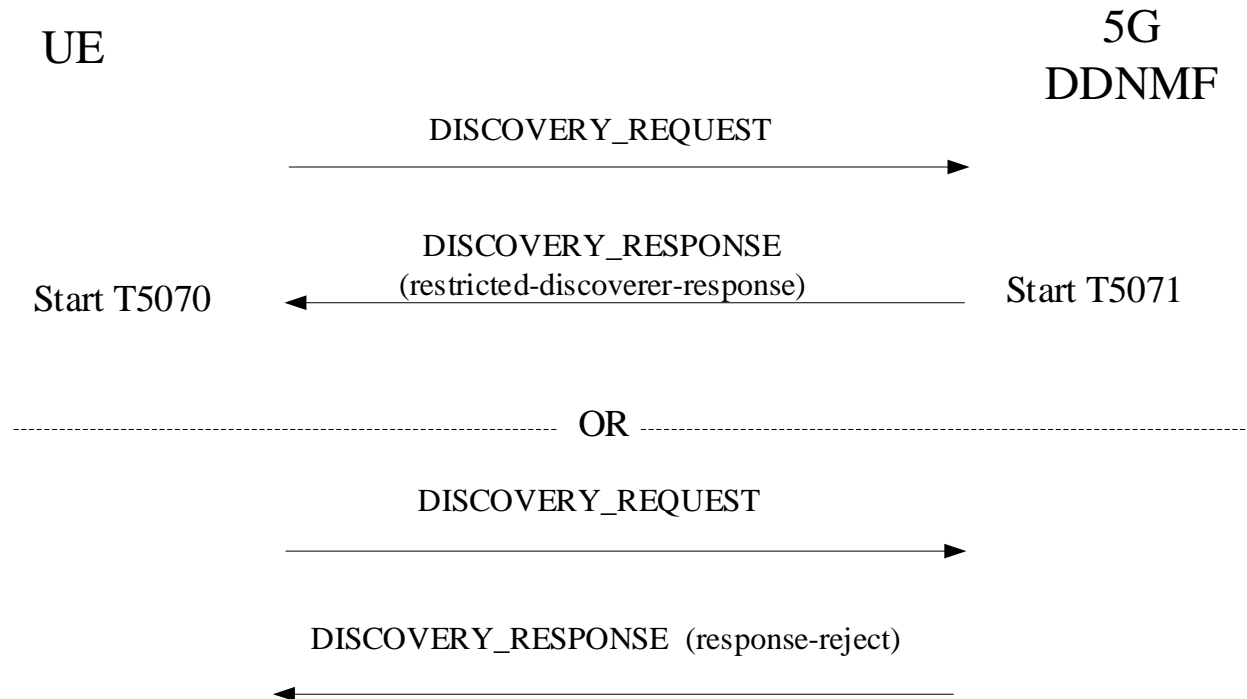 UE
5G
DDNMF
DISCOVERY_REQUEST
DISCOVERY_RESPONSE
(restricted-discoverer-response)
Start T5070
Start T5071
OR
DISCOVERY_REQUEST
DISCOVERY_RESPONSE (response-reject)